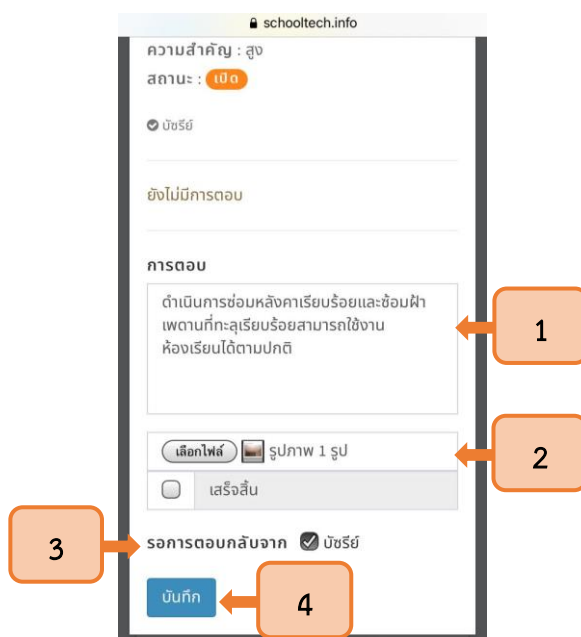 schooltech.info
ความสำคัญ : สูง
สถานะ : เปิด
บัซรีย์
ยังไม่มีการตอบ
การตอบ
ดำเนินการซ่อมหลังคาเรียบร้อยและซ้อมฝ้า
เพดานที่ทะลุเรียบร้อยสามารถใช้งาน
ห้องเรียนได้ตามปกติ
1
เลือกไฟล์ รูปภาพ 1 รูป
2
เสร็จสิ้น
3
รอการตอบกลับจาก บัซรีย์
บันทึก
4